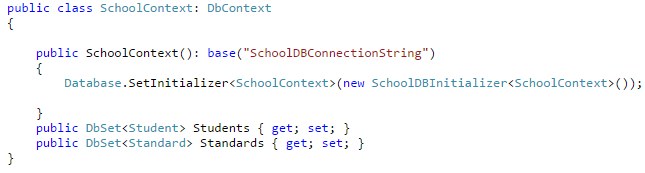 public class SchoolContext: DbContext
{
public SchoolContext(): base("SchoolDBConnectionString")
{
Database.SetInitializer<SchoolContext>(new SchoolDBInitializer<SchoolContext>());
}
public DbSet<Student> Students { get; set; }
public DbSet<Standard> Standards { get; set; }
}